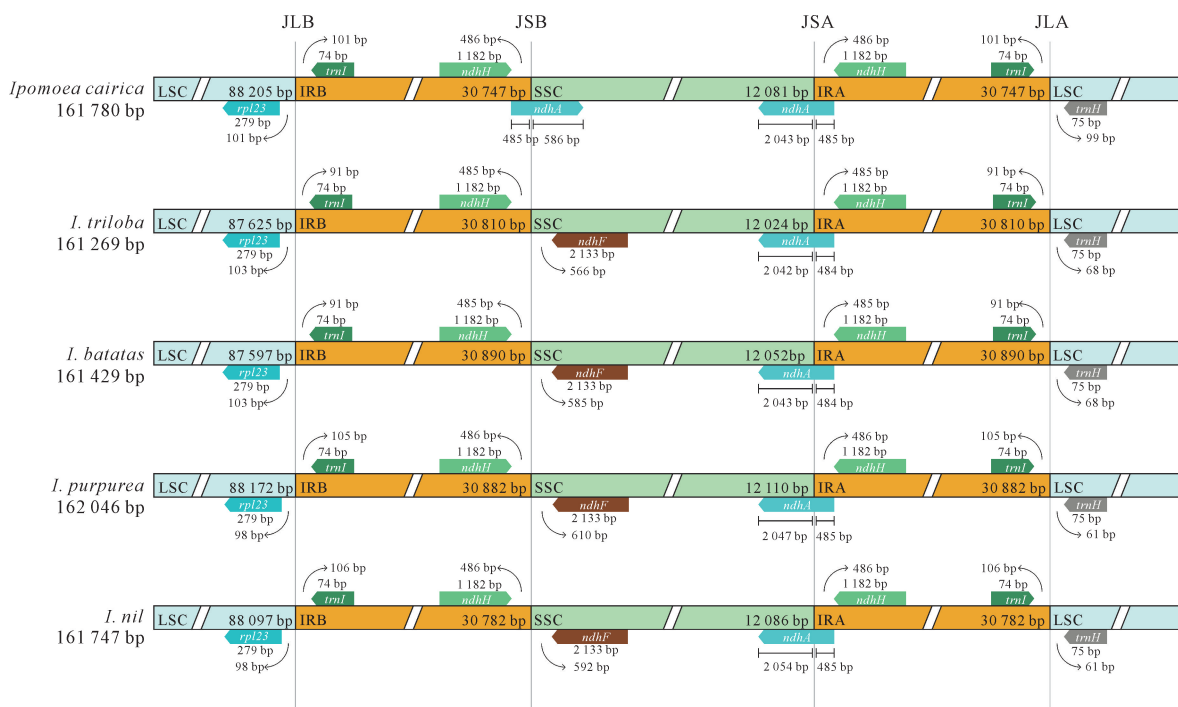 JLB JSB JSA JLA
101 bp 486 bp 486 bp 101 bp
74 bp 1 182 bp 1 182 bp 74 bp
trnI ndhH ndhH trnI
Ipomoea cairica LSC 88 205 bp IRB 30 747 bp SSC 12 081 bp IRA 30 747 bp LSC
161 780 bp rpl23 ndhA ndhA trnH
279 bp 75 bp
101 bp 485 bp 586 bp 2 043 bp 485 bp 99 bp
91 bp 485 bp 485 bp 91 bp
74 bp 1 182 bp 1 182 bp 74 bp
trnI ndhH ndhH trnI
I. triloba LSC 87 625 bp IRB 30 810 bp SSC 12 024 bp IRA 30 810 bp LSC
161 269 bp rpl23 ndhF ndhA trnH
279 bp 2 133 bp 75 bp
103 bp 566 bp 2 042 bp 484 bp 68 bp
91 bp 485 bp 485 bp 91 bp
74 bp 1 182 bp 1 182 bp 74 bp
trnI ndhH ndhH trnI
I. batatas LSC 87 597 bp IRB 30 890 bp SSC 12 052bp IRA 30 890 bp LSC
161 429 bp rpl23 ndhF ndhA trnH
279 bp 2 133 bp 75 bp
103 bp 585 bp 2 043 bp 484 bp 68 bp
105 bp 486 bp 486 bp 105 bp
74 bp 1 182 bp 1 182 bp 74 bp
trnI ndhH ndhH trnI
I. purpurea LSC 88 172 bp IRB 30 882 bp SSC 12 110 bp IRA 30 882 bp LSC
162 046 bp rpl23 ndhF ndhA trnH
279 bp 2 133 bp 75 bp
98 bp 610 bp 2 047 bp 485 bp 61 bp
106 bp 486 bp 486 bp 106 bp
74 bp 1 182 bp 1 182 bp 74 bp
trnI ndhH ndhH trnI
I. nil LSC 88 097 bp IRB 30 782 bp SSC 12 086 bp IRA 30 782 bp LSC
161 747 bp rpl23 ndhF ndhA trnH
279 bp 2 133 bp 75 bp
98 bp 592 bp 2 054 bp 485 bp 61 bp